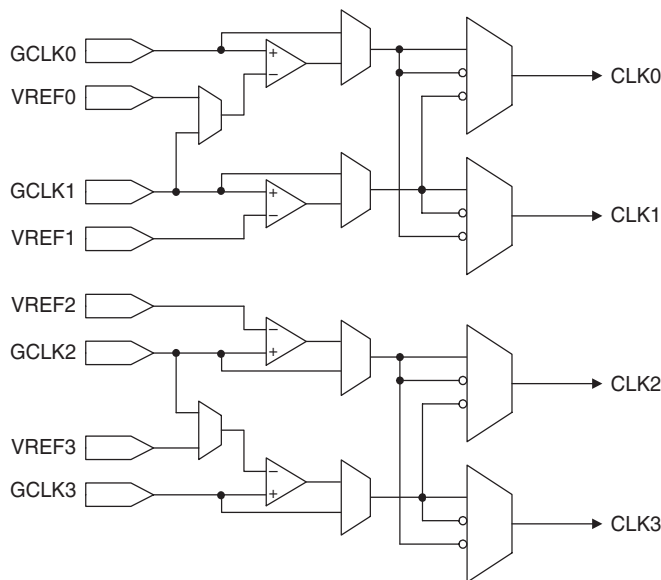 GCLK0
VREF0
CLK0
GCLK1
VREF1
CLK1
VREF2
GCLK2
CLK2
VREF3
GCLK3
CLK3
+
−
+
−
−
+
−
+